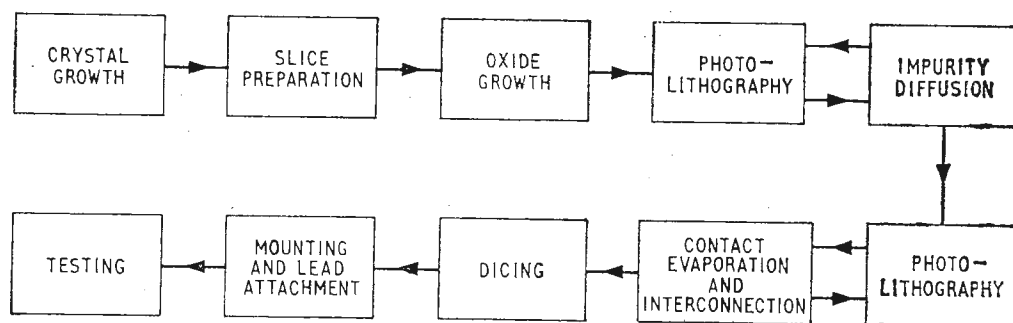 CRYSTAL
GROWTH
SLICE
PREPARATION
OXIDE
GROWTH
PHOTO-
LITHOGRAPHY
IMPURITY
DIFFUSION
TESTING
MOUNTING
AND LEAD
ATTACHMENT
DICING
CONTACT
EVAPORATION
AND
INTERCONNECTION
PHOTO-
LITHOGRAPHY